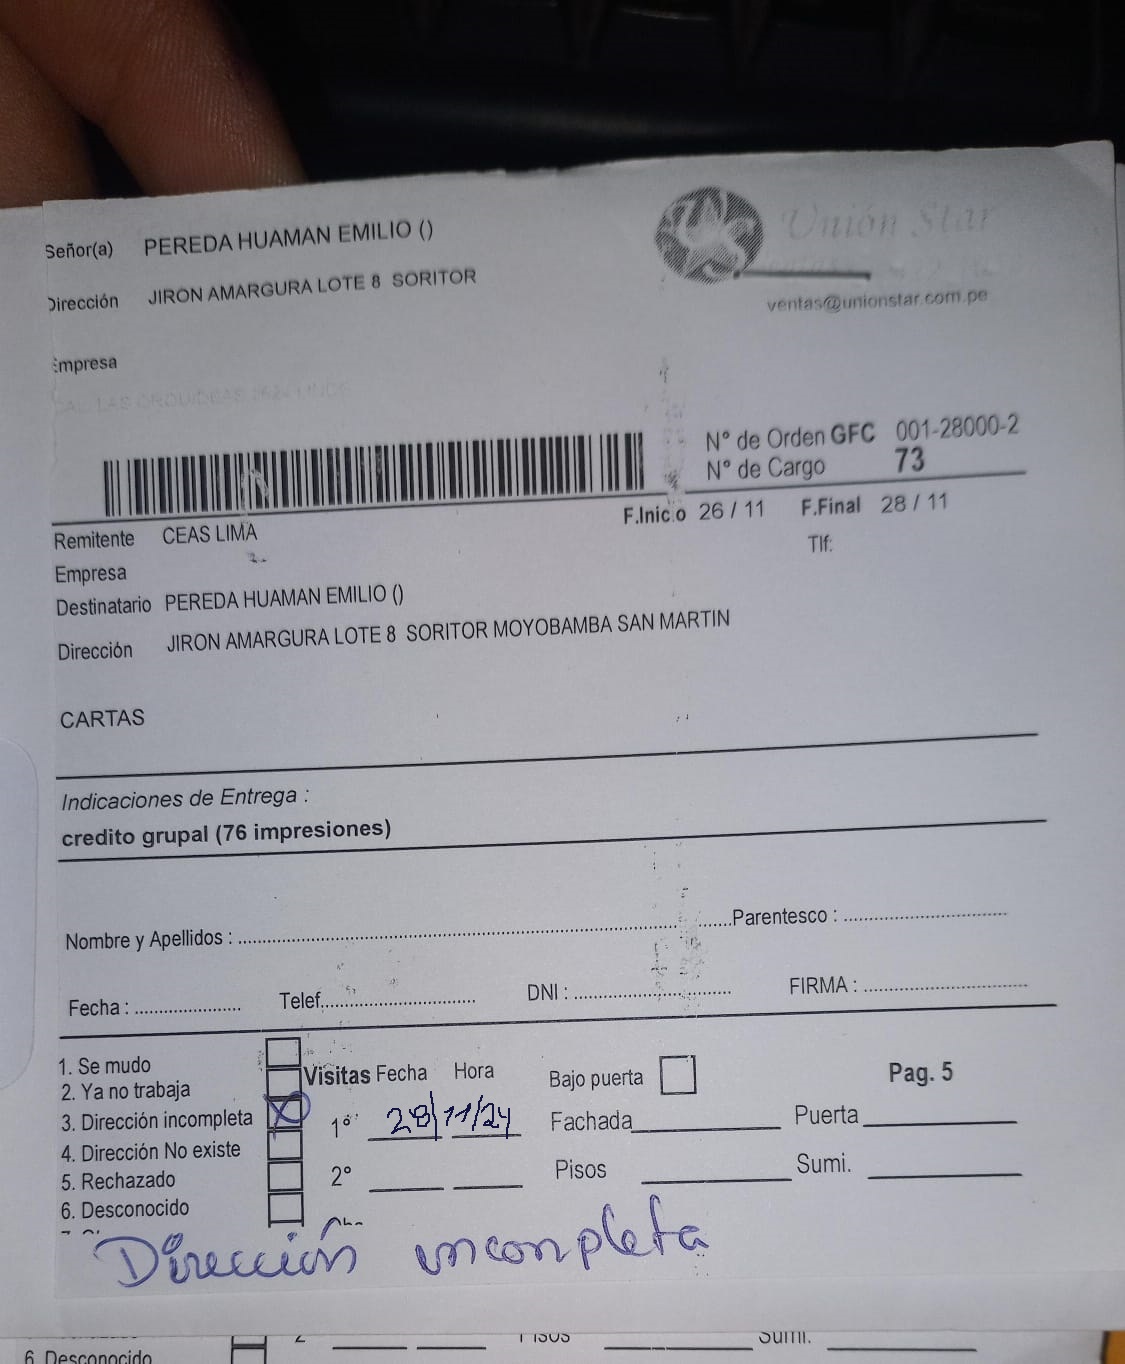 Señor(a) PEREDA HUAMAN EMILIO ()
Unión Star
Dirección JIRON AMARGURA LOTE 8 SORITOR
ventas@unionstar.com.pe
Empresa
N° de Orden GFC 001-28000-2
N° de Cargo 73
F.Inicio 26 / 11 F.Final 28 / 11
Remitente CEAS LIMA
Tlf:
Empresa
Destinatario PEREDA HUAMAN EMILIO ()
Dirección JIRON AMARGURA LOTE 8 SORITOR MOYOBAMBA SAN MARTIN
CARTAS
Indicaciones de Entrega :
credito grupal (76 impresiones)
Nombre y Apellidos : Parentesco :
Fecha : Telef. DNI : FIRMA :
1. Se mudo
2. Ya no trabaja
3. Dirección incompleta
4. Dirección No existe
5. Rechazado
6. Desconocido
Visitas Fecha Hora
1° 28/11/24
2°
Bajo puerta
Pag. 5
Fachada Puerta
Pisos Sumi.
Dirección incompleta
6. Desconocido
Pisos Sumi.